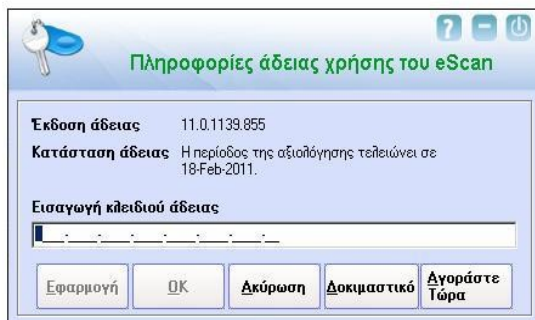 Πληροφορίες άδειας χρήσης του eScan
Έκδοση άδειας 11.0.1139.855
Κατάσταση άδειας Η περίοδος της αξιολόγησης τελειώνει σε
18-Feb-2011.
Εισαγωγή κλειδιού άδειας
Εφαρμογή OK Ακύρωση Δοκιμαστικό Αγοράστε
Τώρα